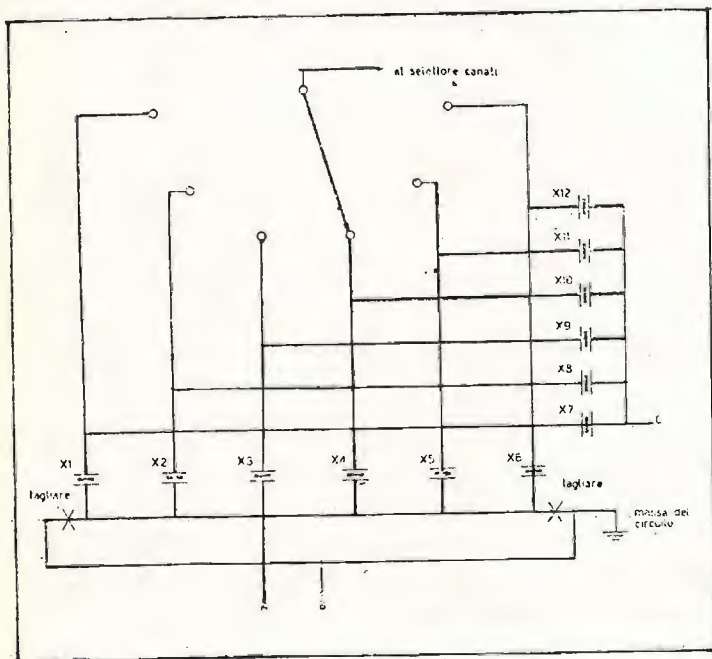 al selettore canali
X12
X11
X10
X9
X8
X7
C
X1
X2
X3
X4
X5
X6
tagliare
tagliare
massa del
circuito